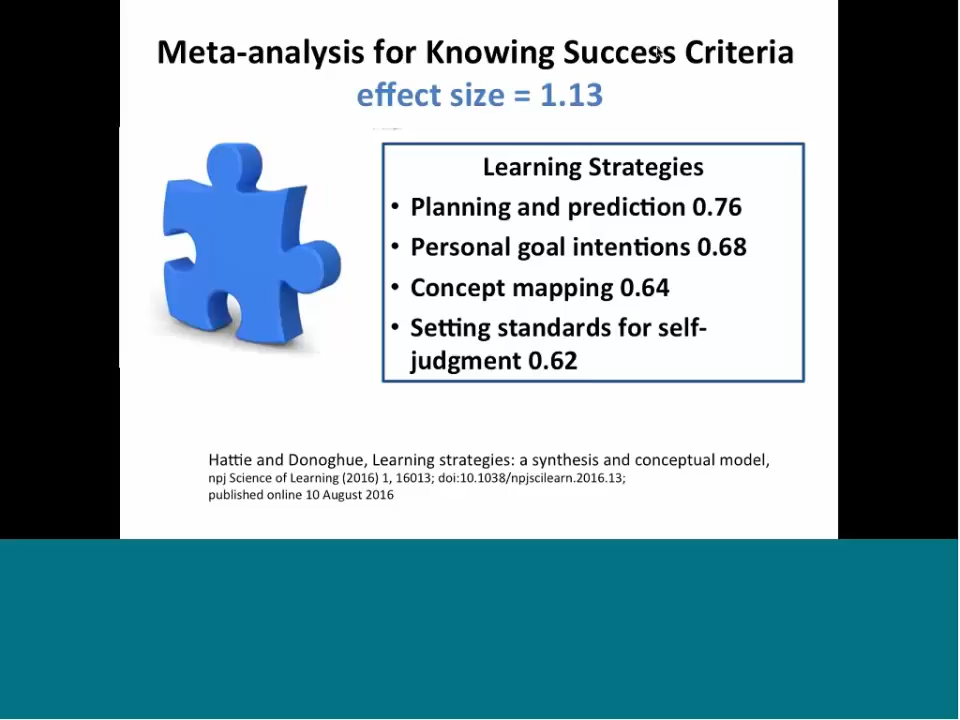 Meta-analysis for Knowing Success Criteria
effect size = 1.13
Learning Strategies
• Planning and prediction 0.76
• Personal goal intentions 0.68
• Concept mapping 0.64
• Setting standards for self-
judgment 0.62
Hattie and Donoghue, Learning strategies: a synthesis and conceptual model,
npj Science of Learning (2016) 1, 16013; doi:10.1038/npjscilearn.2016.13;
published online 10 August 2016